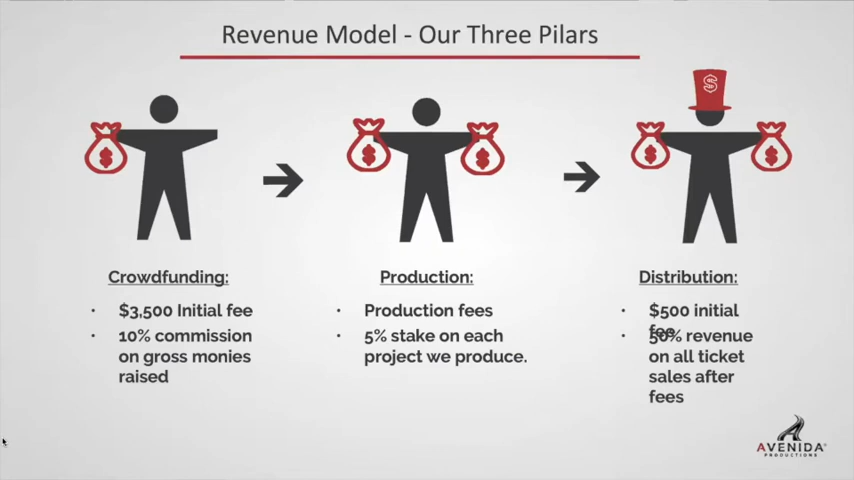 Revenue Model - Our Three Pilars
$
$
$
$
$
$
Crowdfunding:
• $3,500 Initial fee
• 10% commission
on gross monies
raised
Production:
• Production fees
• 5% stake on each
project we produce.
Distribution:
• $500 initial
fee
• 50% revenue
on all ticket
sales after
fees
AVENIDA®
PRODUCTIONS